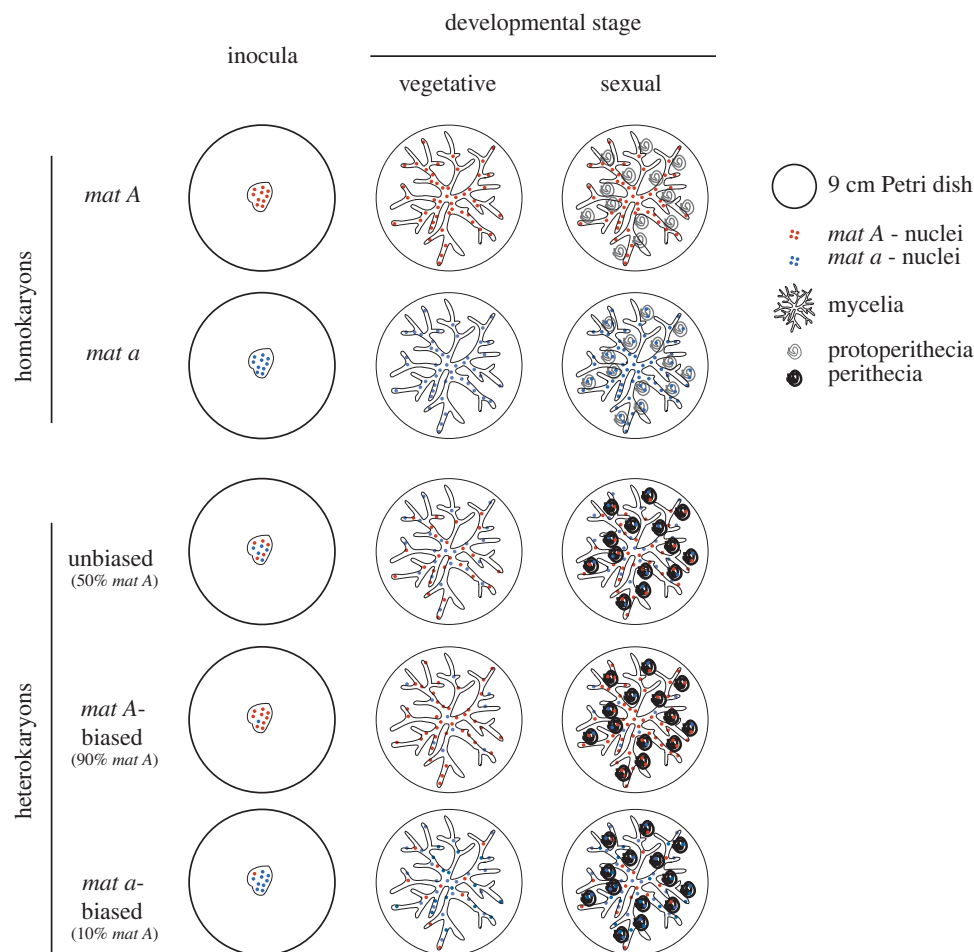 developmental stage
inocula
vegetative
sexual
homokaryons
mat A
mat a
9 cm Petri dish
mat A - nuclei
mat a - nuclei
mycelia
protoperithecia
perithecia
heterokaryons
unbiased
(50% mat A)
mat A-
biased
(90% mat A)
mat a-
biased
(10% mat A)